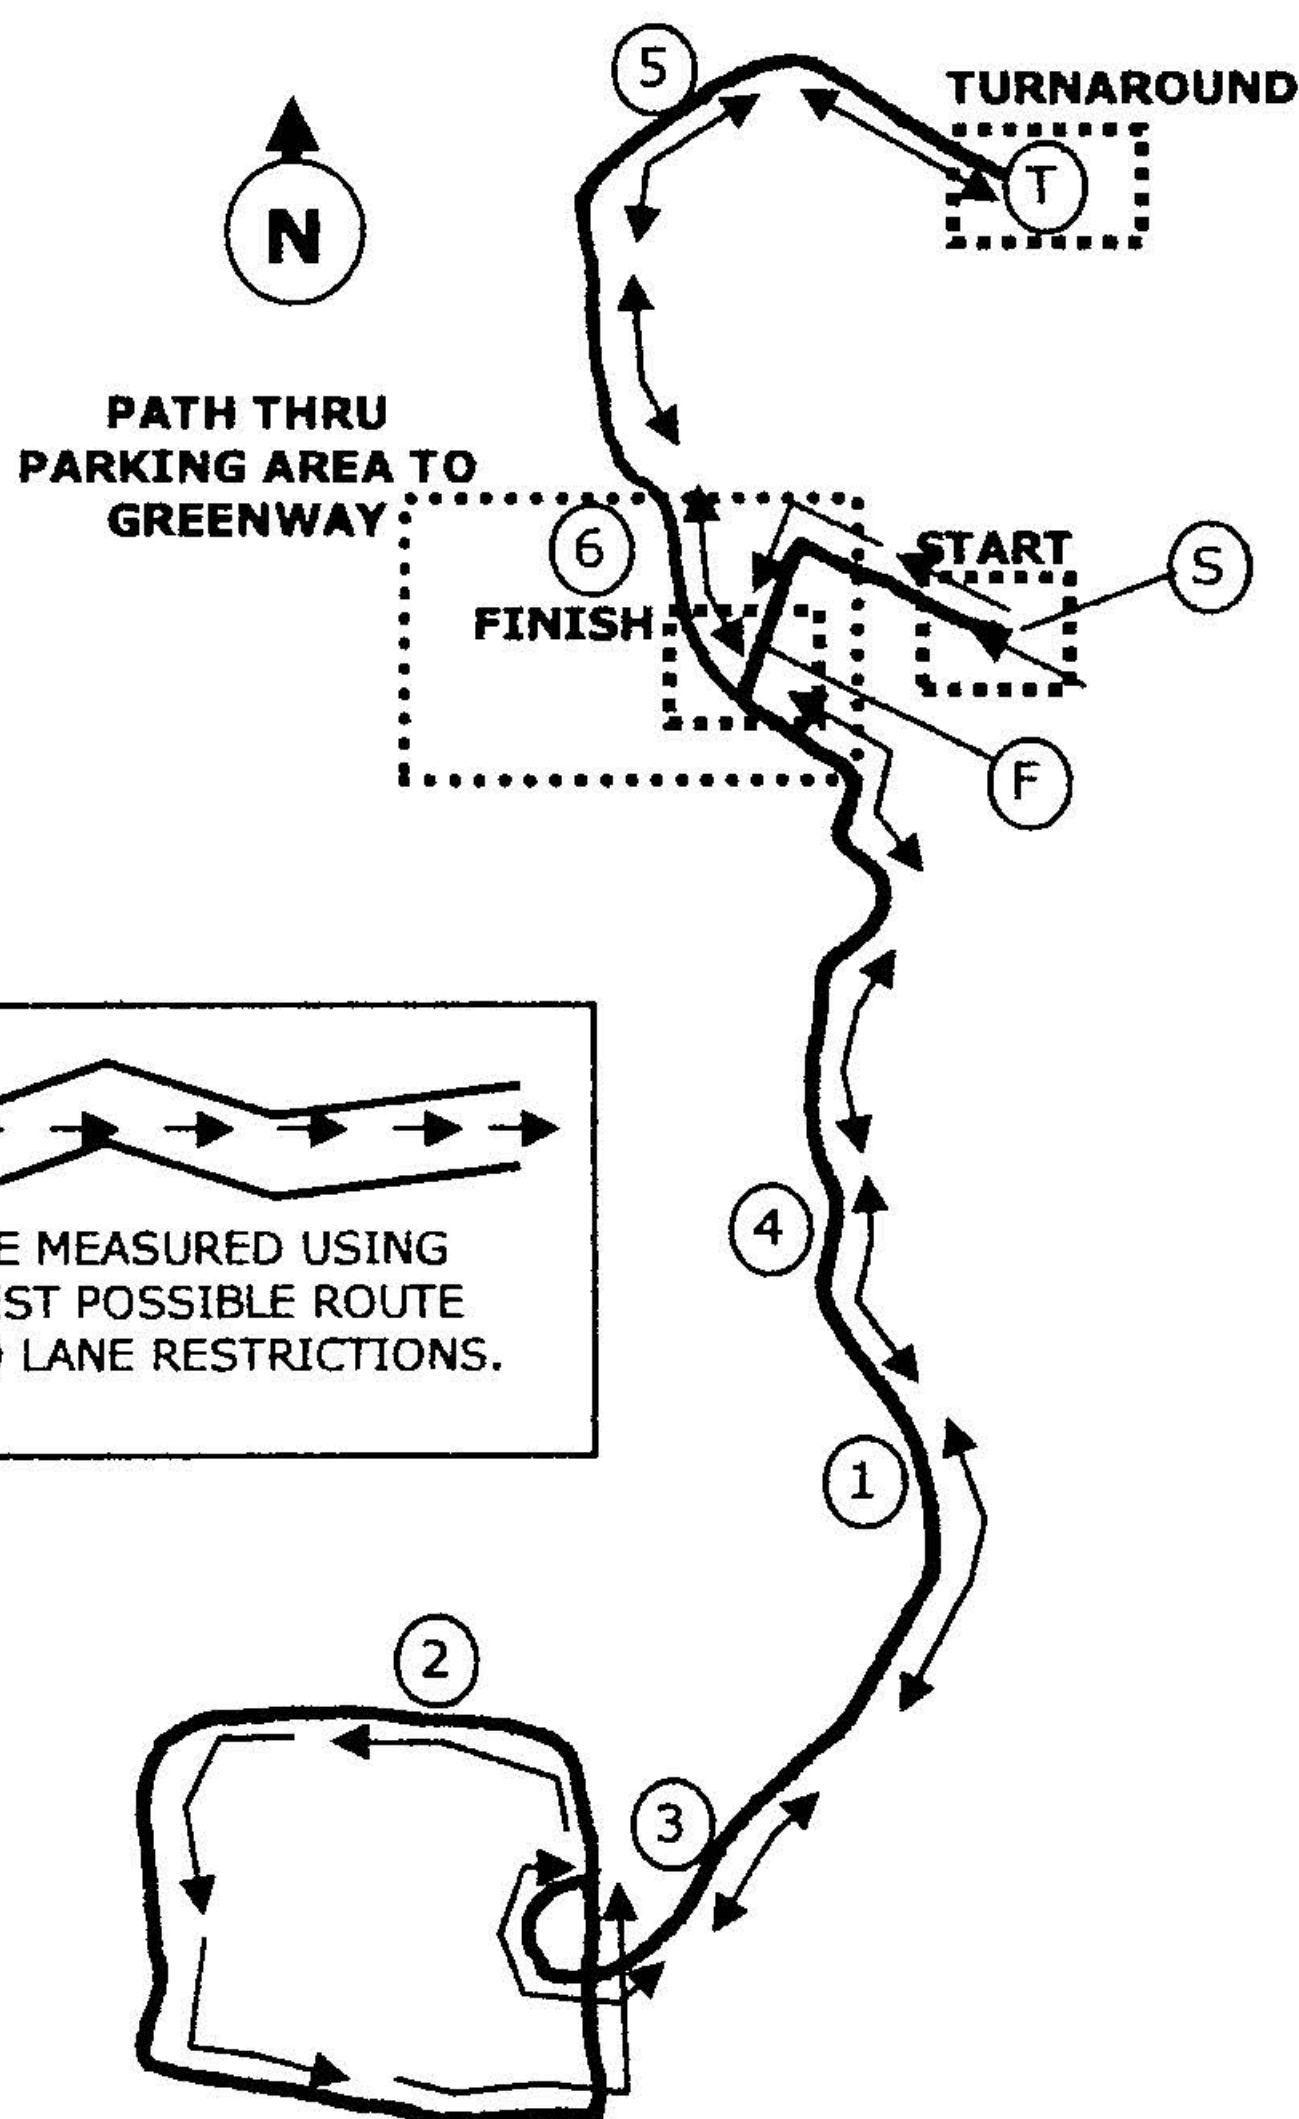 5
TURNAROUND
T
N
PATH THRU
PARKING AREA TO
GREENWAY
6
START
S
FINISH
F
MEASURED USING
POSSIBLE ROUTE
LANE RESTRICTIONS.
4
1
2
3